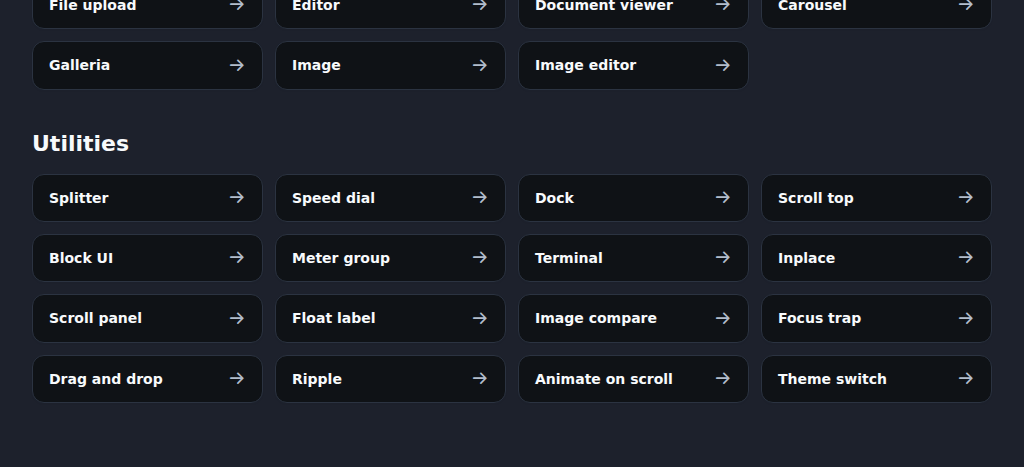 File upload
Editor
Document viewer
Carousel
Galleria
Image
Image editor
Utilities
Splitter
Speed dial
Dock
Scroll top
Block UI
Meter group
Terminal
Inplace
Scroll panel
Float label
Image compare
Focus trap
Drag and drop
Ripple
Animate on scroll
Theme switch